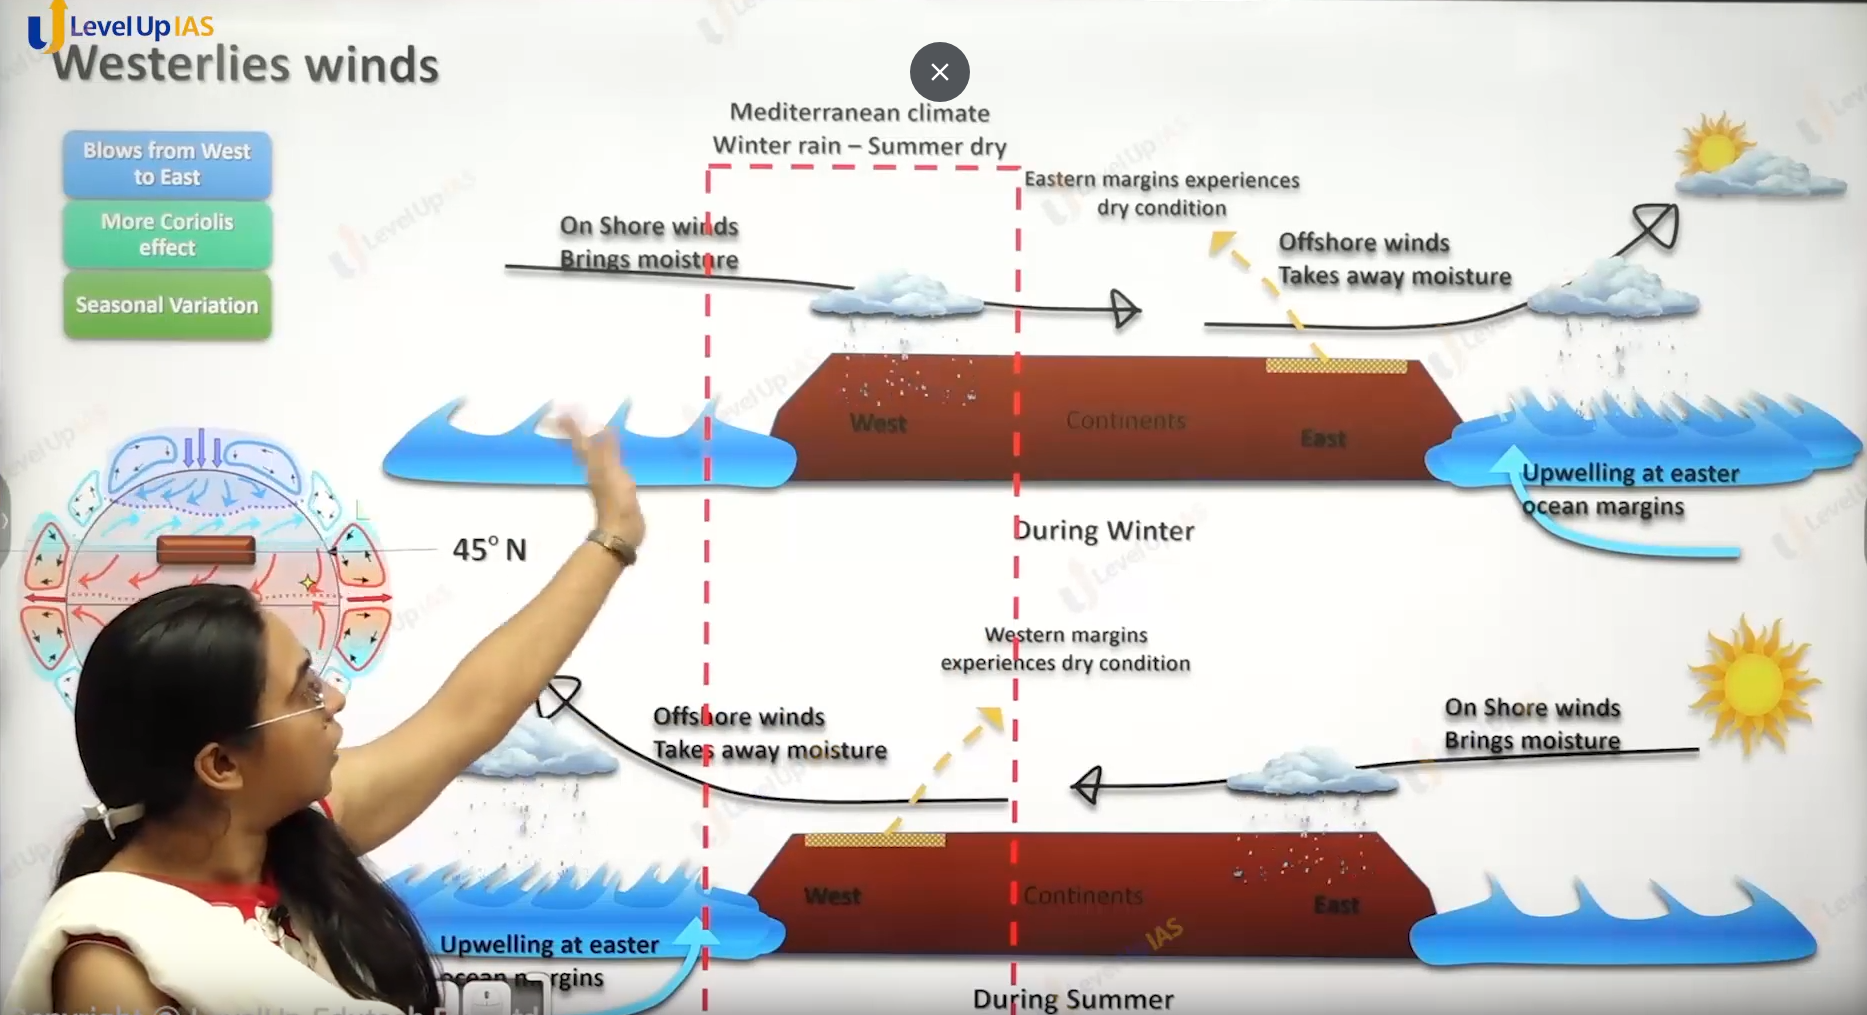 Level Up IAS
Westerlies winds
Blows from West
to East
More Coriolis
effect
Seasonal Variation
Mediterranean climate
Winter rain – Summer dry
On Shore winds
Brings moisture
Eastern margins experiences
dry condition
Offshore winds
Takes away moisture
West
Continents
East
Upwelling at easter
ocean margins
During Winter
45° N
Western margins
experiences dry condition
Offshore winds
Takes away moisture
On Shore winds
Brings moisture
West
Continents
East
Upwelling at easter
ocean m rgins
During Summer